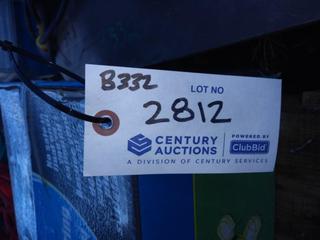 B332
LOT NO
2812
CENTURY AUCTIONS
POWERED BY
ClubBid
A DIVISION OF CENTURY SERVICES